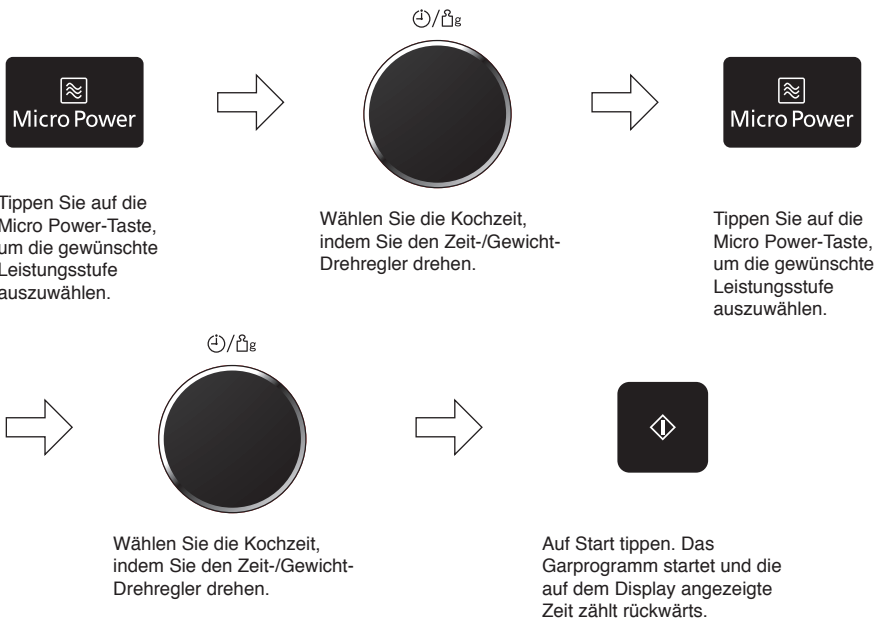 / g
Micro Power
Micro Power
Tippen Sie auf die
Micro Power-Taste,
um die gewünschte
Leistungsstufe
auszuwählen.
Wählen Sie die Kochzeit,
indem Sie den Zeit-/Gewicht-
Drehregler drehen.
Tippen Sie auf die
Micro Power-Taste,
um die gewünschte
Leistungsstufe
auszuwählen.
/ g
Wählen Sie die Kochzeit,
indem Sie den Zeit-/Gewicht-
Drehregler drehen.
Auf Start tippen. Das
Garprogramm startet und die
auf dem Display angezeigte
Zeit zählt rückwärts.